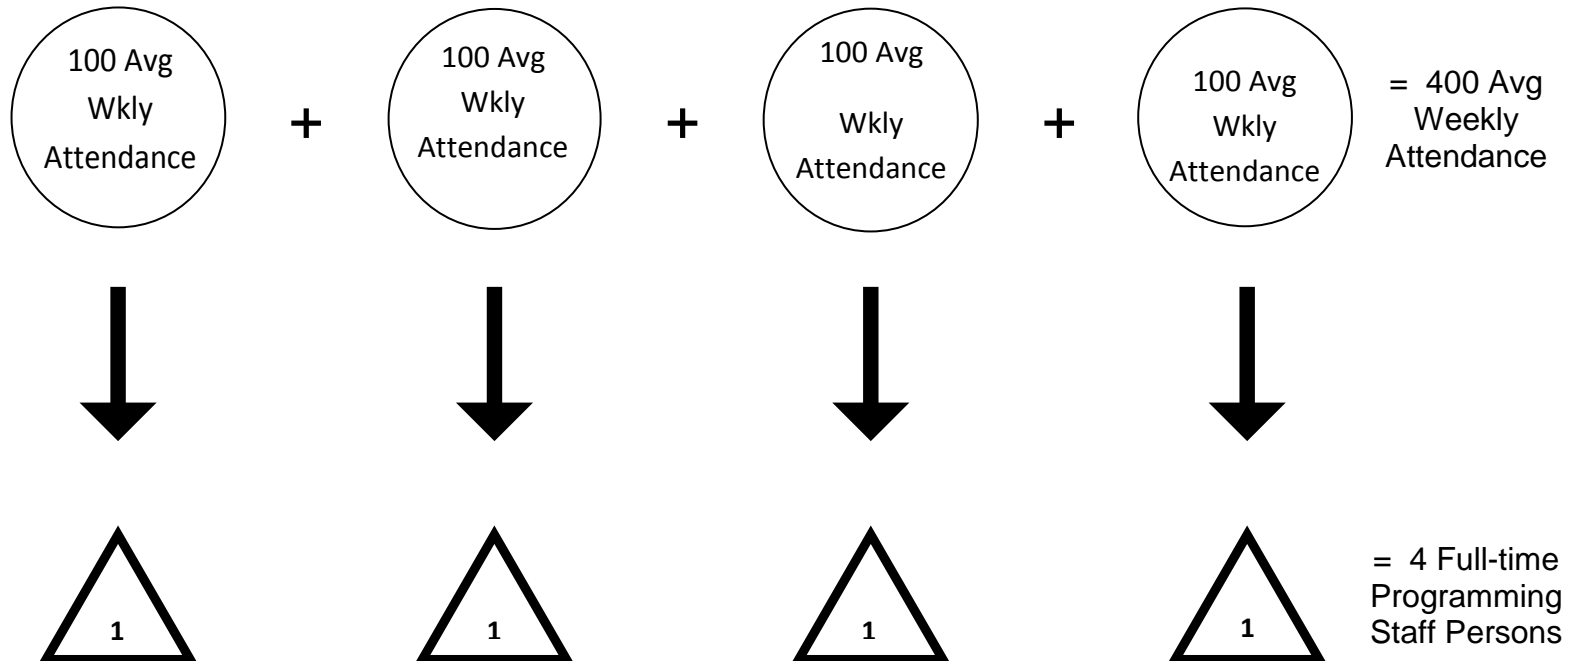 100 Avg
Wkly
Attendance
+
100 Avg
Wkly
Attendance
+
100 Avg
Wkly
Attendance
+
100 Avg
Wkly
Attendance
= 400 Avg
Weekly
Attendance
1
1
1
1
= 4 Full-time
Programming
Staff Persons